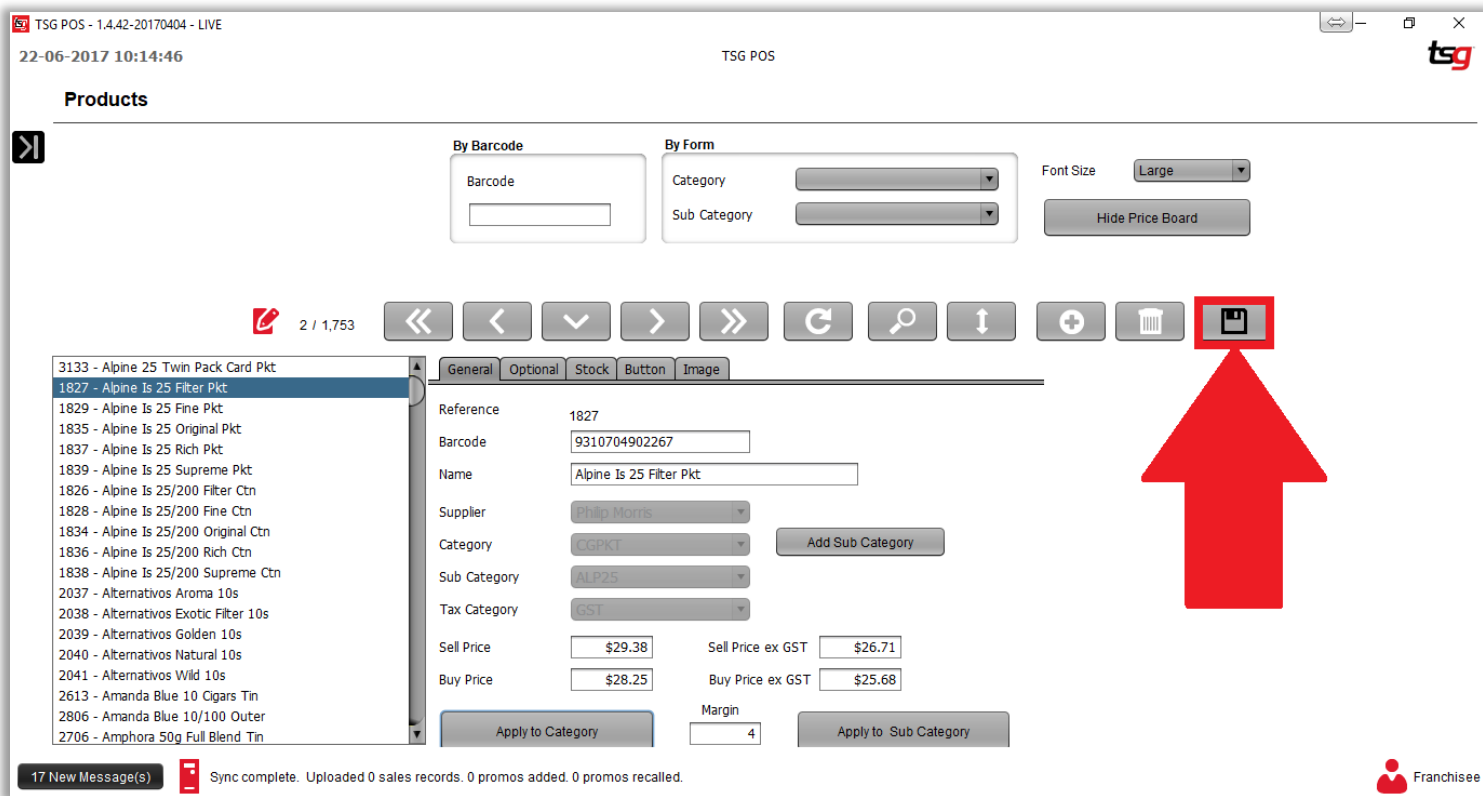 TSG POS - 1.4.42-20170404 - LIVE
22-06-2017 10:14:46
TSG POS
tsg
Products
By Barcode
By Form
Barcode
Category
Sub Category
Font Size
Large
Hide Price Board
2 / 1,753
3133 - Alpine 25 Twin Pack Card Pkt
1827 - Alpine Is 25 Filter Pkt
1829 - Alpine Is 25 Fine Pkt
1835 - Alpine Is 25 Original Pkt
1837 - Alpine Is 25 Rich Pkt
1839 - Alpine Is 25 Supreme Pkt
1826 - Alpine Is 25/200 Filter Ctn
1828 - Alpine Is 25/200 Fine Ctn
1834 - Alpine Is 25/200 Original Ctn
1836 - Alpine Is 25/200 Rich Ctn
1838 - Alpine Is 25/200 Supreme Ctn
2037 - Alternativos Aroma 10s
2038 - Alternativos Exotic Filter 10s
2039 - Alternativos Golden 10s
2040 - Alternativos Natural 10s
2041 - Alternativos Wild 10s
2613 - Amanda Blue 10 Cigars Tin
2806 - Amanda Blue 10/100 Outer
2706 - Amphora 50g Full Blend Tin
General Optional Stock Button Image
Reference 1827
Barcode 9310704902267
Name Alpine Is 25 Filter Pkt
Supplier Philip Morris
Category CGPKT Add Sub Category
Sub Category ALP25
Tax Category GST
Sell Price $29.38 Sell Price ex GST $26.71
Buy Price $28.25 Buy Price ex GST $25.68
Margin
Apply to Category 4 Apply to Sub Category
17 New Message(s)
Sync complete. Uploaded 0 sales records. 0 promos added. 0 promos recalled.
Franchisee